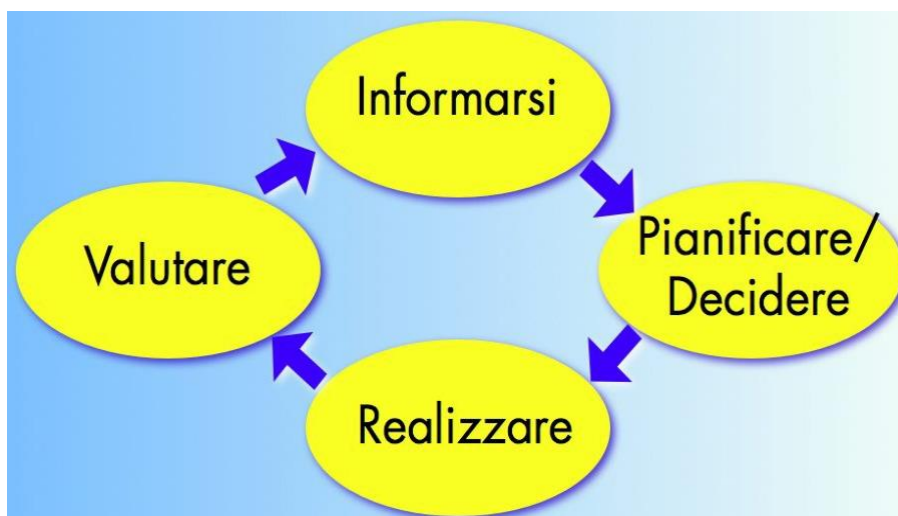 Informarsi
Pianificare/
Decidere
Realizzare
Valutare